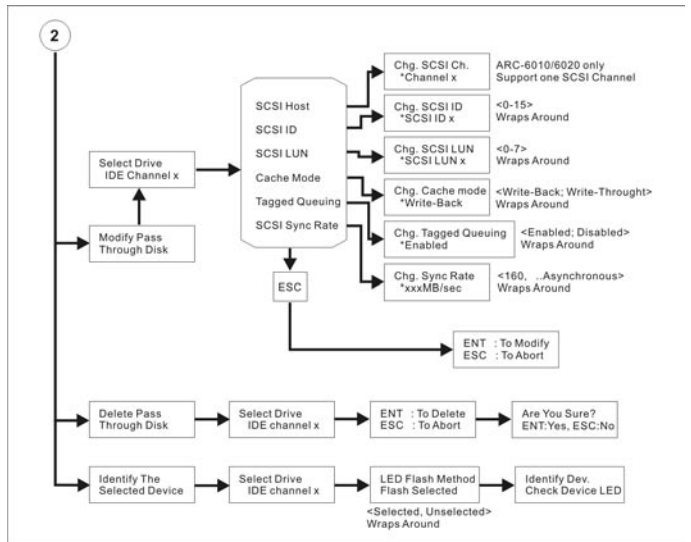 2
Select Drive
IDE Channel x
Modify Pass
Through Disk
SCSI Host
SCSI ID
SCSI LUN
Cache Mode
Tagged Queuing
SCSI Sync Rate
ESC
Chg. SCSI Ch.
*Channel x
ARC-6010/6020 only
Support one SCSI Channel
Chg. SCSI ID
*SCSI ID x
<0-15>
Wraps Around
Chg. SCSI LUN
*SCSI LUN x
<0-7>
Wraps Around
Chg. Cache mode
*Write-Back
<Write-Back; Write-Throught>
Wraps Around
Chg. Tagged Queuing
*Enabled
<Enabled; Disabled>
Wraps Around
Chg. Sync Rate
*xxxMB/sec
<160, ..Asynchronous>
Wraps Around
ENT : To Modify
ESC : To Abort
Delete Pass
Through Disk
Select Drive
IDE channel x
ENT : To Delete
ESC : To Abort
Are You Sure?
ENT:Yes, ESC:No
Identify The
Selected Device
Select Drive
IDE channel x
LED Flash Method
Flash Selected
<Selected, Unselected>
Wraps Around
Identify Dev.
Check Device LED